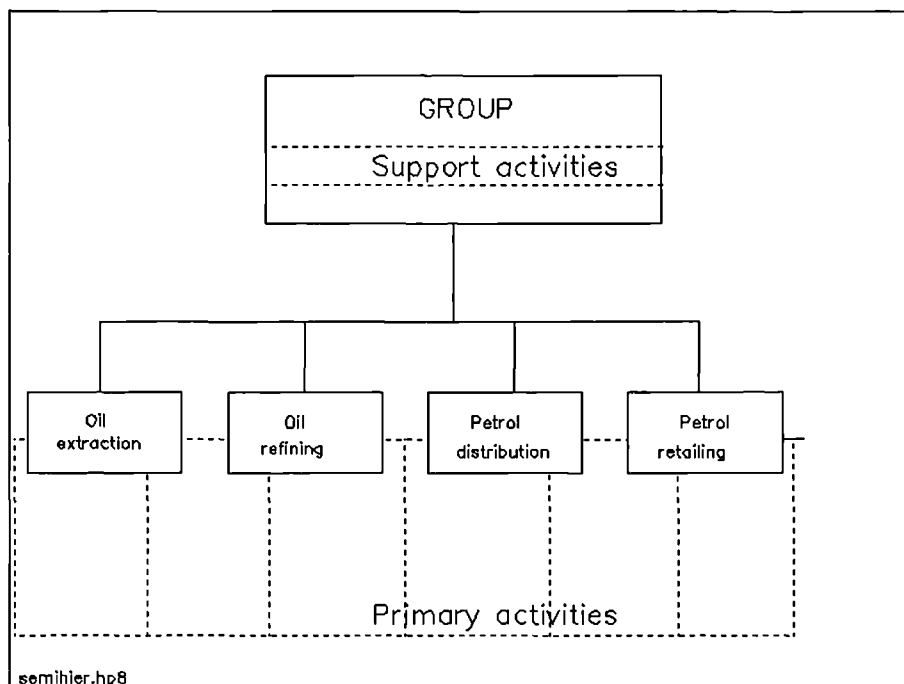 GROUP
Support activities
Oil
extraction
Oil
refining
Petrol
distribution
Petrol
retailing
Primary activities
semihier.hp8